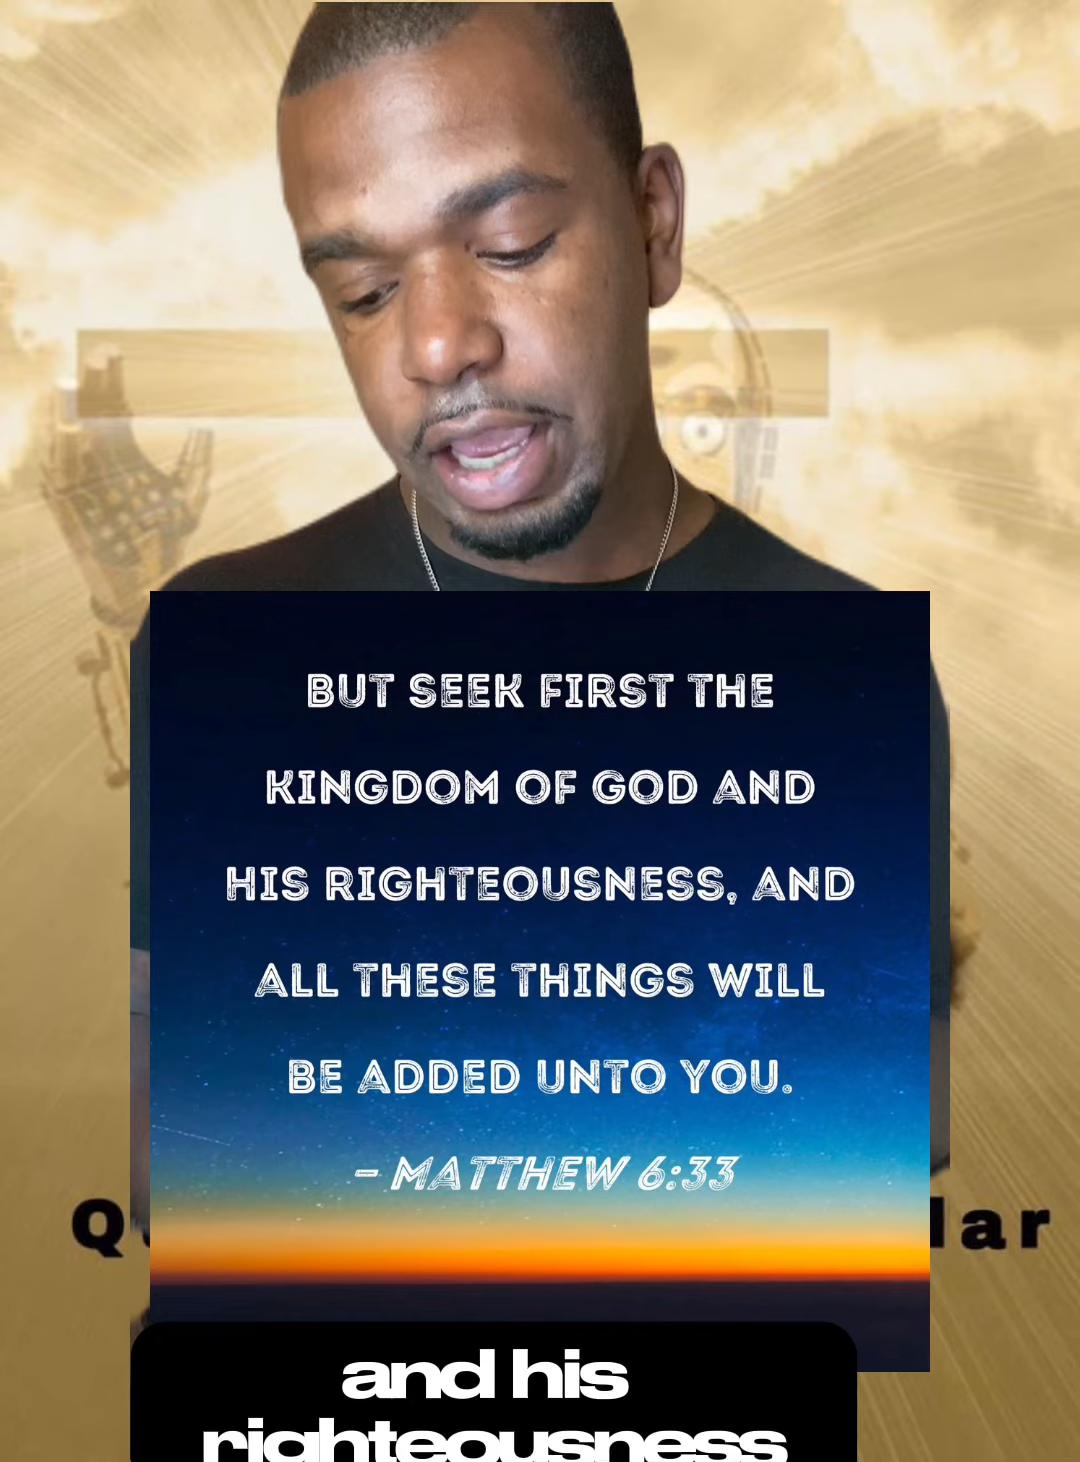 BUT SEEK FIRST THE
KINGDOM OF GOD AND
HIS RIGHTEOUSNESS, AND
ALL THESE THINGS WILL
BE ADDED UNTO YOU.
– MATTHEW 6:33
and his
righteousness